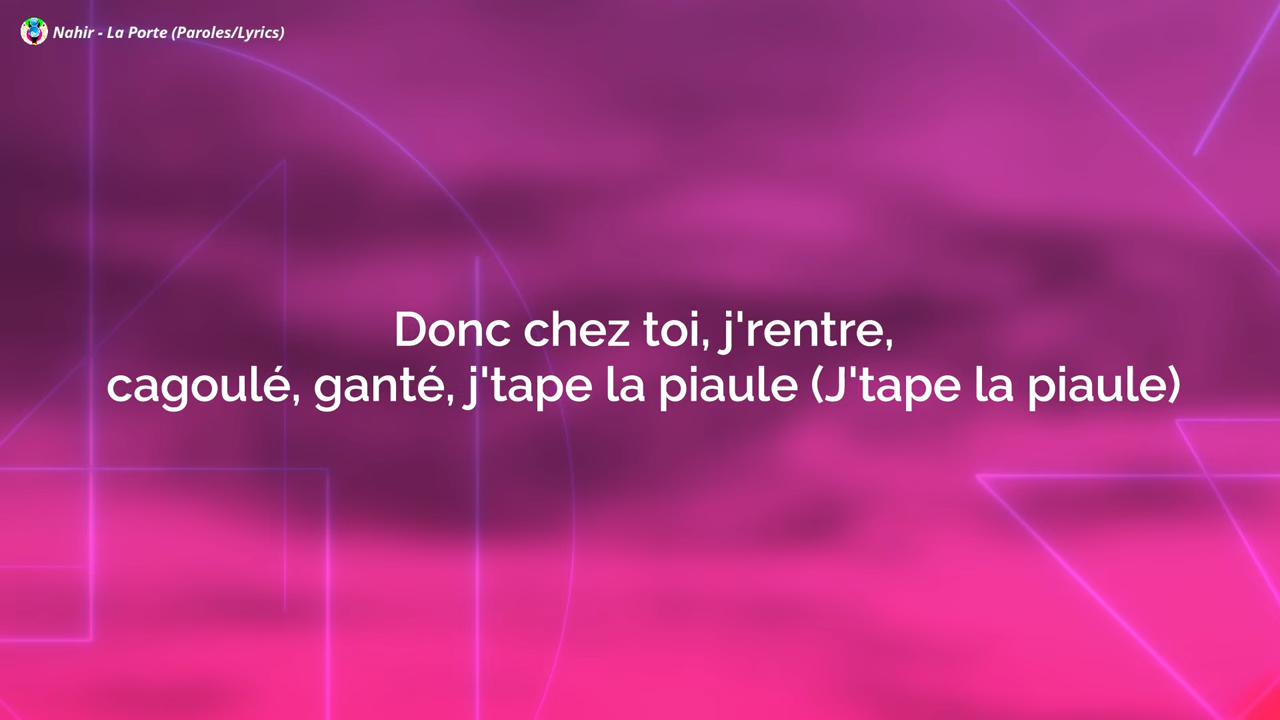 Nahir - La Porte (Paroles/Lyrics)
Donc chez toi, j'rentre,
cagoulé, ganté, j'tape la piaule (J'tape la piaule)